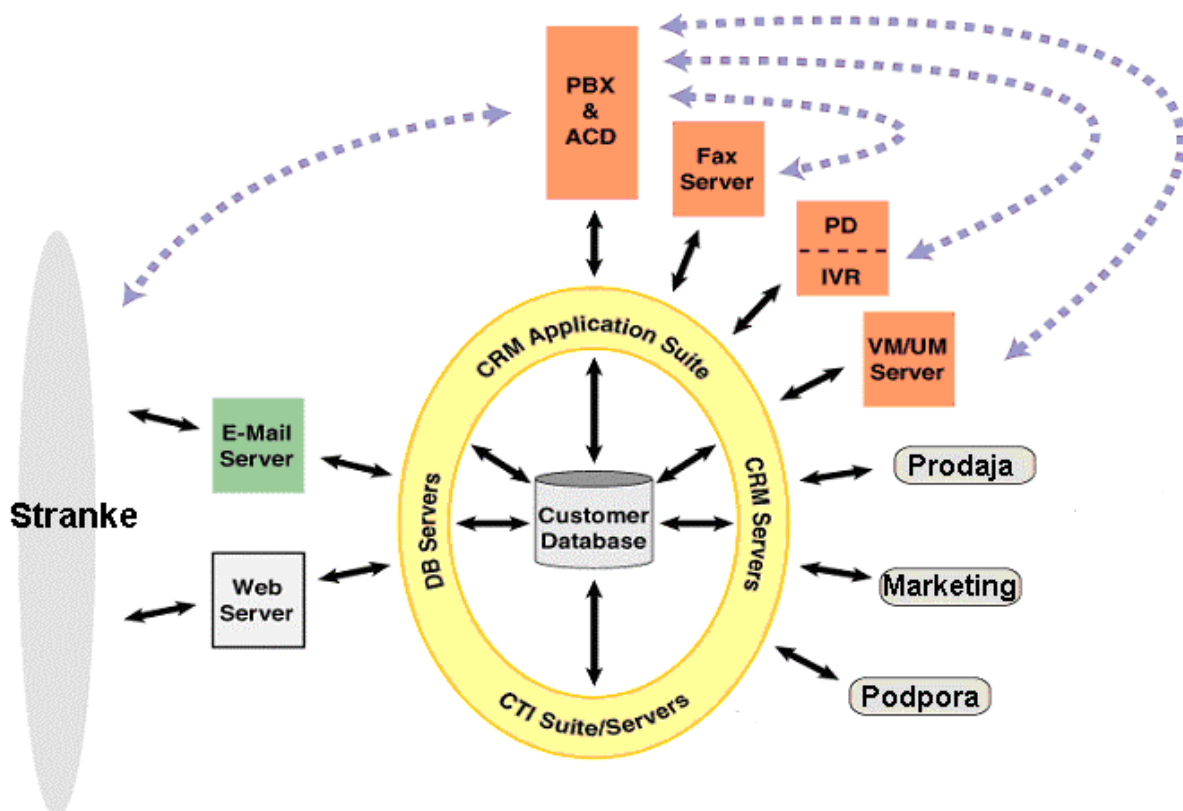 PBX
&
ACD
Fax
Server
PD
IVR
VM/UM
Server
CRM Application Suite
E-Mail
Server
Prodaja
Stranke
DB Servers
Customer
Database
CRM Servers
Web
Server
Marketing
CTI Suite/Servers
Podpora